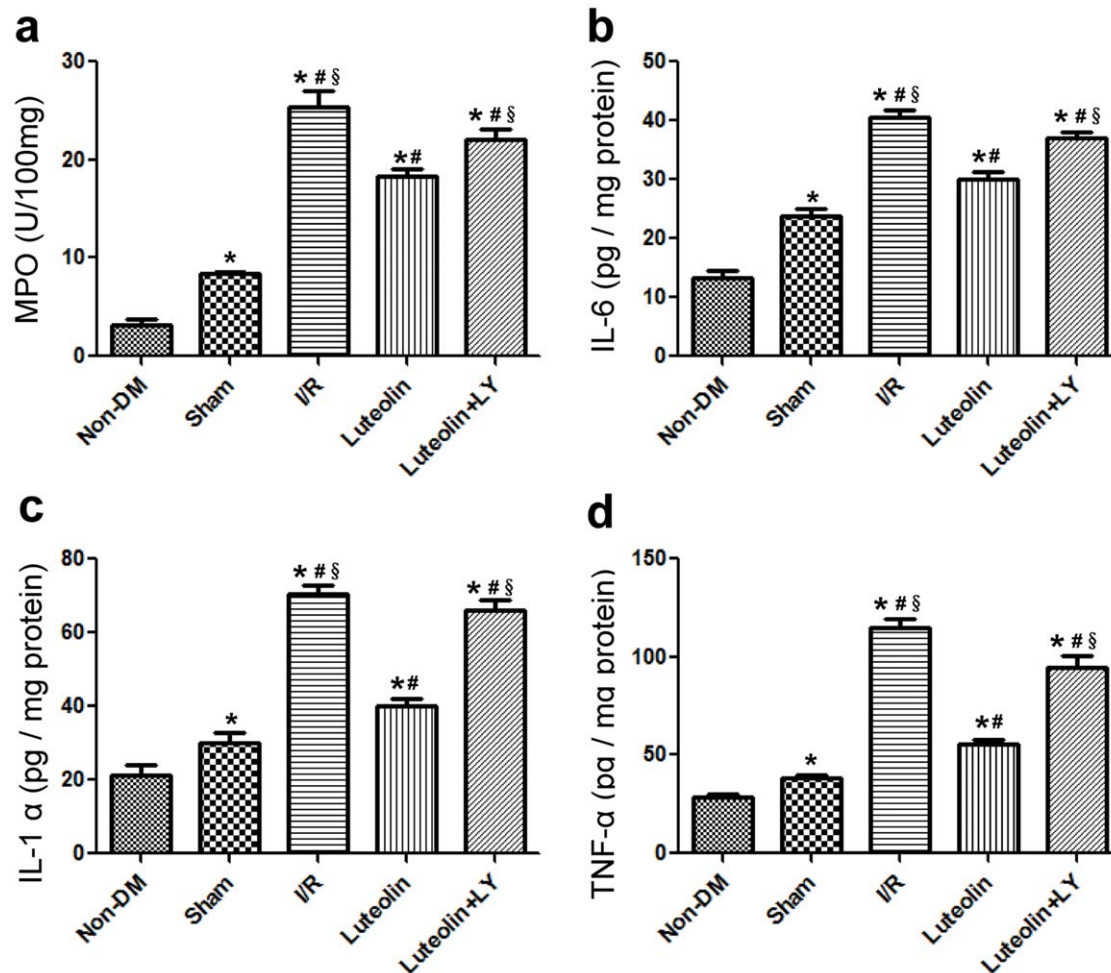 a
MPO (U/100mg)
30
20
10
0
*
* # §
*#
* # §
Non-DM
Sham
I/R
Luteolin
Luteolin+LY
b
IL-6 (pg / mg protein)
50
40
30
20
10
0
*
* # §
*#
* # §
Non-DM
Sham
I/R
Luteolin
Luteolin+LY
c
IL-1 α (pg / mg protein)
80
60
40
20
0
*
* # §
*#
* # §
Non-DM
Sham
I/R
Luteolin
Luteolin+LY
d
TNF-α (pg / mg protein)
150
100
50
0
*
* # §
*#
* # §
Non-DM
Sham
I/R
Luteolin
Luteolin+LY